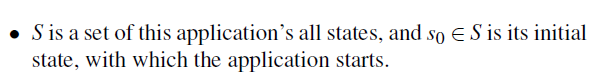 • S is a set of this application's all states, and s₀ ∈ S is its initial
state, with which the application starts.